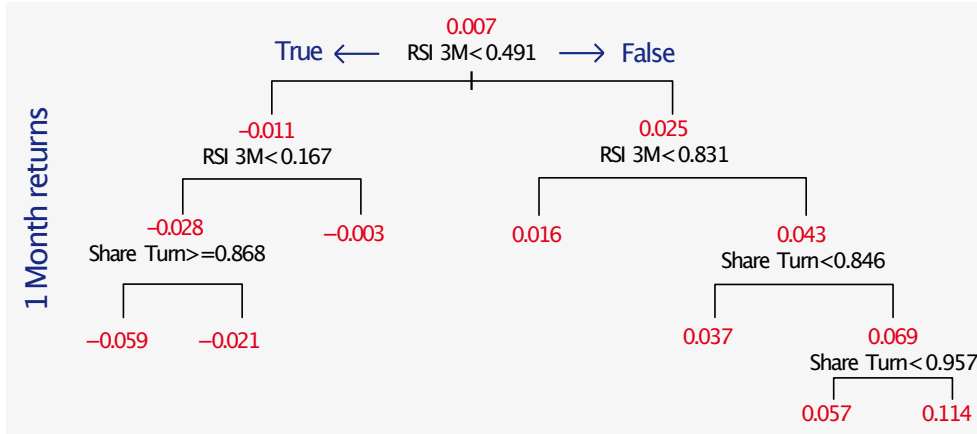 0.007
True ← RSI 3M<0.491 → False
−0.011
0.025
RSI 3M<0.167
RSI 3M<0.831
−0.028
−0.003
0.016
0.043
Share Turn>=0.868
Share Turn<0.846
−0.059
−0.021
0.037
0.069
Share Turn<0.957
0.057
0.114
1 Month returns